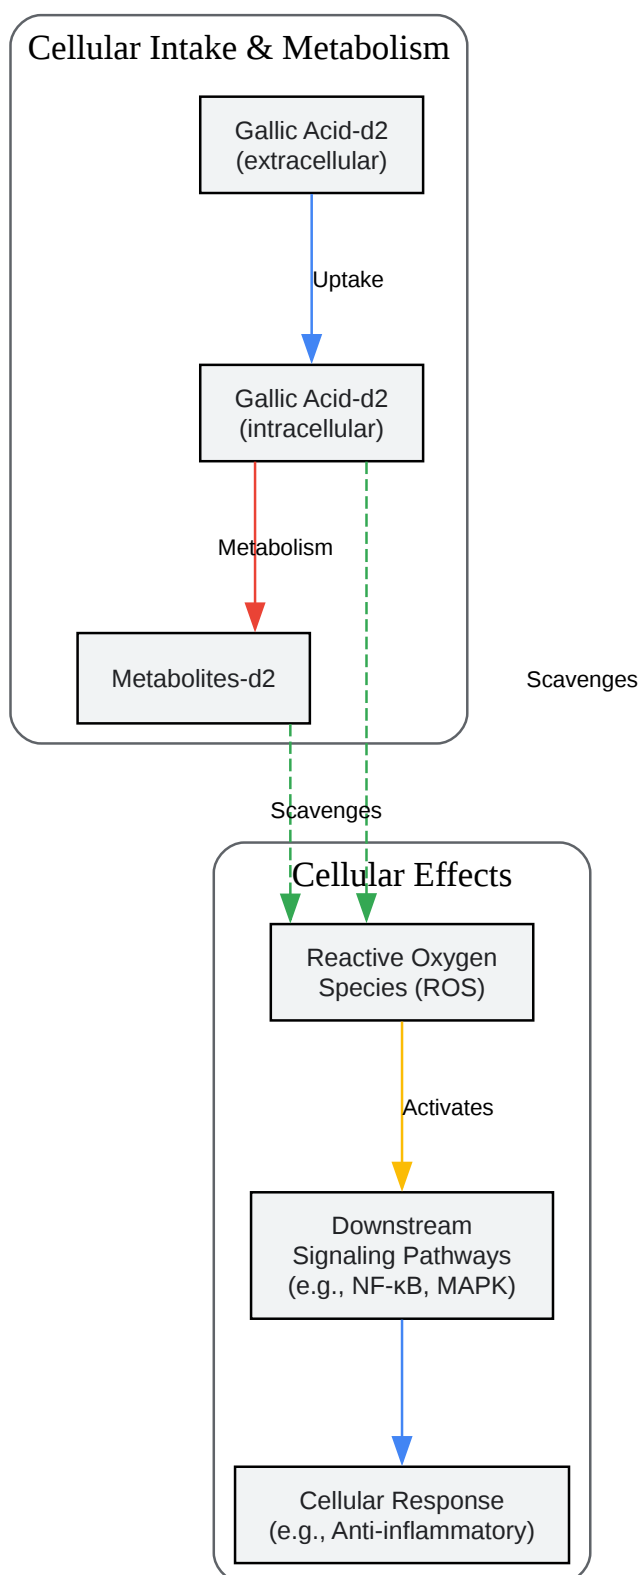 Cellular Intake & Metabolism
Gallic Acid-d2
(extracellular)
Uptake
Gallic Acid-d2
(intracellular)
Metabolism
Metabolites-d2
Scavenges
Scavenges
Cellular Effects
Reactive Oxygen
Species (ROS)
Activates
Downstream
Signaling Pathways
(e.g., NF-κB, MAPK)
Cellular Response
(e.g., Anti-inflammatory)